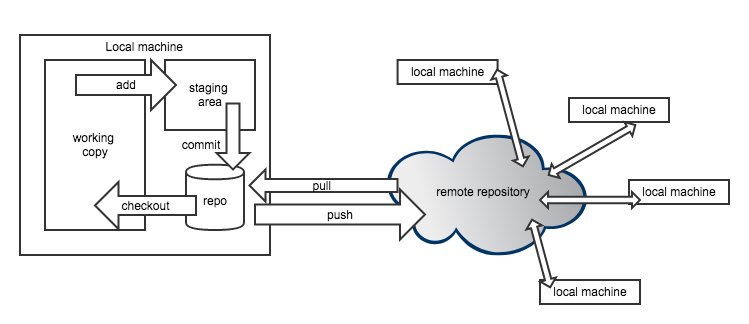 Local machine
add
staging
area
working
copy
commit
repo
checkout
pull
push
remote repository
local machine
local machine
local machine
local machine